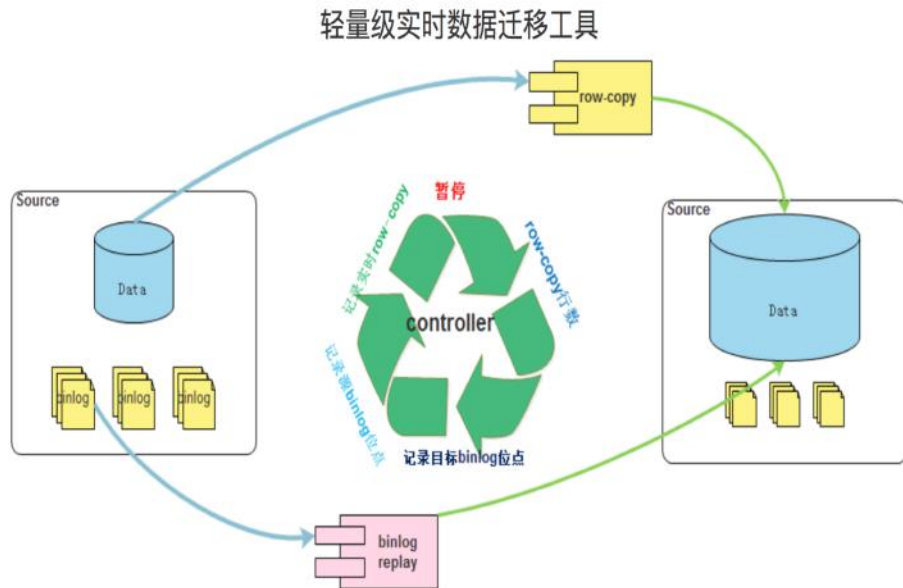 轻量级实时数据迁移工具
row-copy
Source
Data
binlog
binlog
binlog
暂停
记录实时row-copy
row-copy行数
controller
记录源binlog位点
记录目标binlog位点
Source
Data
binlog
replay